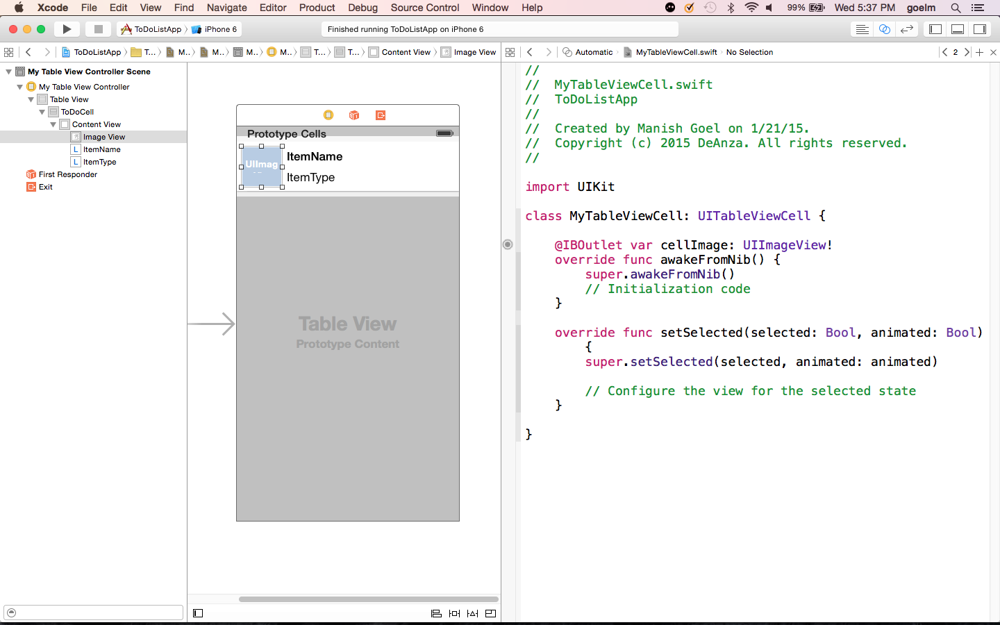 Xcode File Edit View Find Navigate Editor Product Debug Source Control Window Help 99% Wed 5:37 PM goelm
ToDoListApp iPhone 6 Finished running ToDoListApp on iPhone 6
ToDoListApp T... M.. M.. M.. M.. T... T... Content View Image View
Automatic MyTableViewCell.swift No Selection 2
My Table View Controller Scene
My Table View Controller
Table View
ToDoCell
Content View
Image View
L ItemName
L ItemType
First Responder
Exit
Prototype Cells
UIImag
ItemName
ItemType
Table View
Prototype Content
//
//  MyTableViewCell.swift
//  ToDoListApp
//
//  Created by Manish Goel on 1/21/15.
//  Copyright (c) 2015 DeAnza. All rights reserved.
//
import UIKit
class MyTableViewCell: UITableViewCell {
@IBOutlet var cellImage: UIImageView!
override func awakeFromNib() {
super.awakeFromNib()
// Initialization code
}
override func setSelected(selected: Bool, animated: Bool)
{
super.setSelected(selected, animated: animated)
// Configure the view for the selected state
}
}